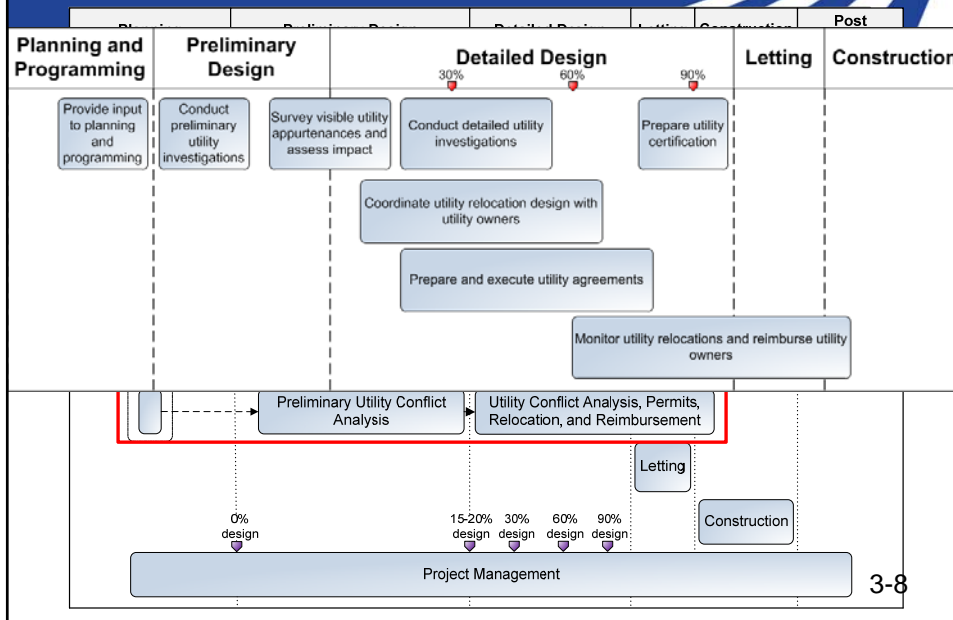 Post
Planning and
Programming
Preliminary
Design
Detailed Design
Letting
Construction
30%
60%
90%
Provide input
to planning
and
programming
Conduct
preliminary
utility
investigations
Survey visible utility
appurtenances and
assess impact
Conduct detailed utility
investigations
Prepare utility
certification
Coordinate utility relocation design with
utility owners
Prepare and execute utility agreements
Monitor utility relocations and reimburse utility
owners
Preliminary Utility Conflict
Analysis
Utility Conflict Analysis, Permits,
Relocation, and Reimbursement
Letting
Construction
0%
design
15-20%
design
30%
design
60%
design
90%
design
Project Management
3-8